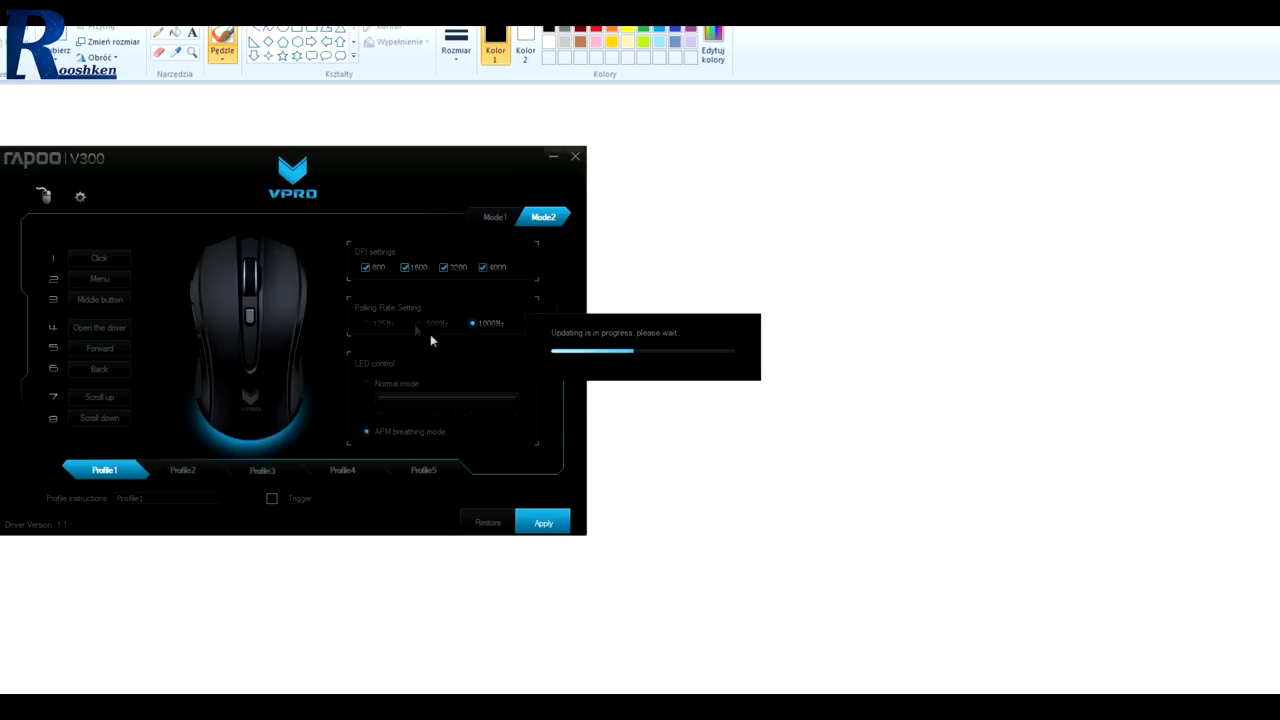 Rooshken
Przytnij
Zmień rozmiar
Obróć
Pędzle
Kontur
Wypełnienie
Rozmiar
Kolor
1
Kolor
2
Edytuj
kolory
Narzędzia
Kształty
Kolory
rapoo | V300
VPRO
Mode1
Mode2
1 Click
2 Menu
3 Middle button
4 Open the driver
5 Forward
6 Back
7 Scroll up
8 Scroll down
VPRO
DPI settings
800 1600 3200 4000
Polling Rate Setting
125Hz 500Hz 1000Hz
LED control
Normal mode
APM breathing mode
Updating is in progress, please wait..
Profile1 Profile2 Profile3 Profile4 Profile5
Profile instructions Profile1 Trigger
Driver Version 1.1
Restore
Apply